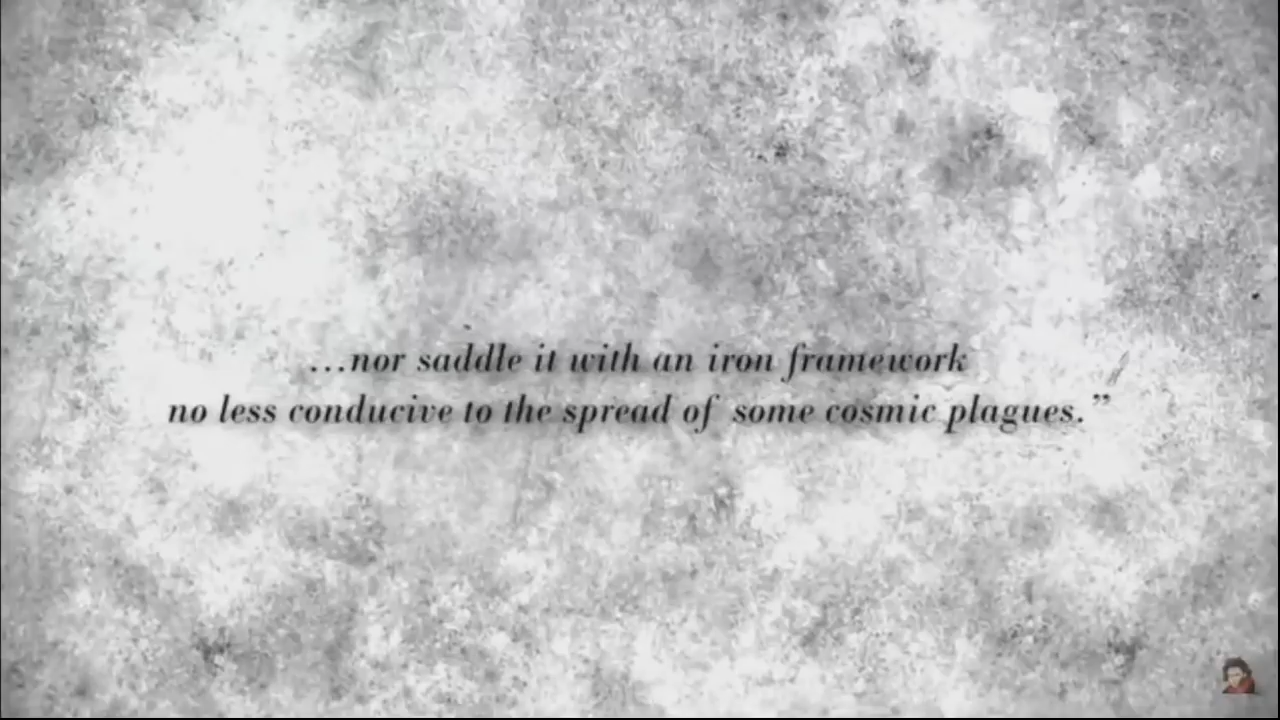 …nor saddle it with an iron framework
no less conducive to the spread of some cosmic plagues.”